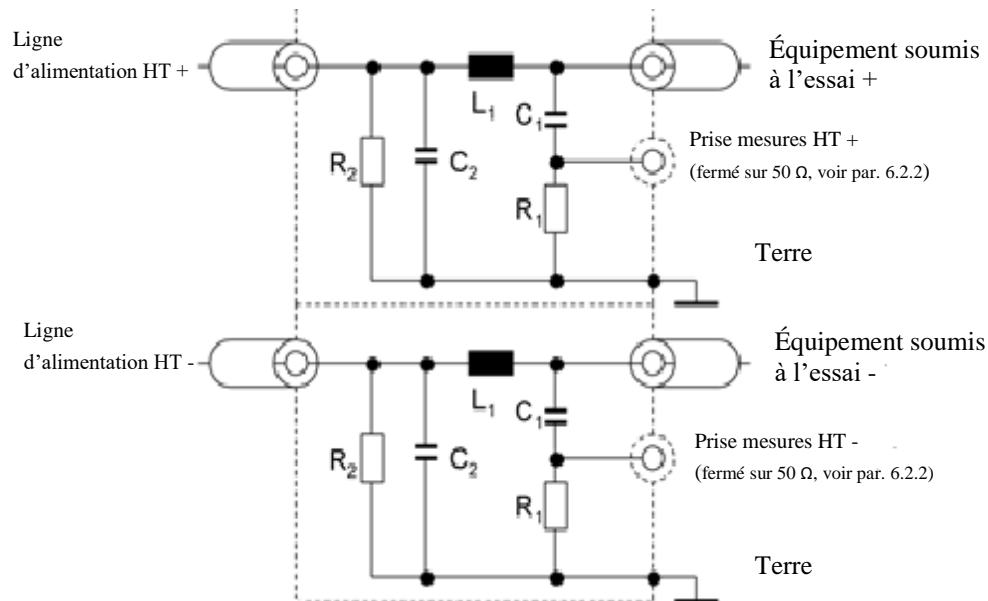 Ligne
d’alimentation HT +
Équipement soumis
à l’essai +
L1
C1
Prise mesures HT +
(fermé sur 50 Ω, voir par. 6.2.2)
R2
C2
R1
Terre
Ligne
d’alimentation HT -
Équipement soumis
à l’essai -
L1
C1
Prise mesures HT -
(fermé sur 50 Ω, voir par. 6.2.2)
R2
C2
R1
Terre